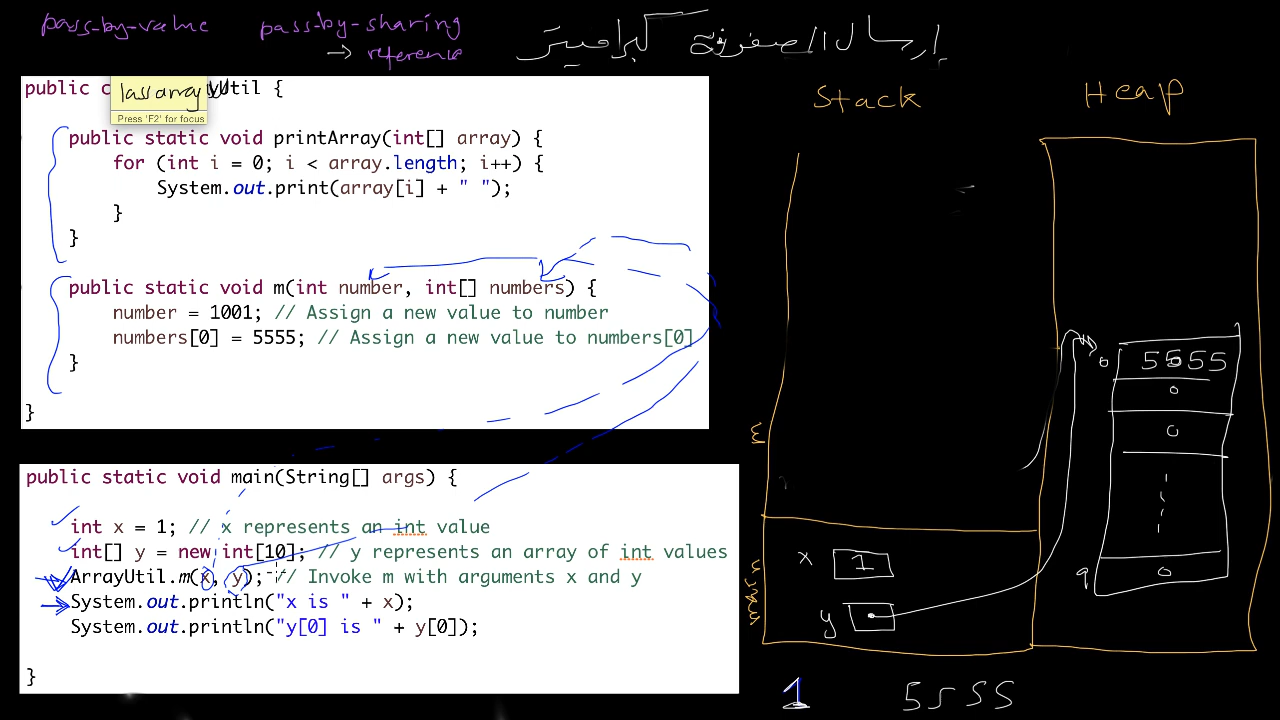 pass-by-value pass-by-sharing
→ reference
إرسال المصفوفة كبراميتر
Stack
Heap
public c
yUtil {
Press 'F2' for focus
public static void printArray(int[] array) {
for (int i = 0; i < array.length; i++) {
System.out.print(array[i] + " ");
}
}
public static void m(int number, int[] numbers) {
number = 1001; // Assign a new value to number
numbers[0] = 5555; // Assign a new value to numbers[0]
}
}
public static void main(String[] args) {
int x = 1; // x represents an int value
int[] y = new int[10]; // y represents an array of int values
ArrayUtil.m(x, y); // Invoke m with arguments x and y
System.out.println("x is " + x);
System.out.println("y[0] is " + y[0]);
}
m
main
x 1
y
0 5555
0
0
9 0
1 5555